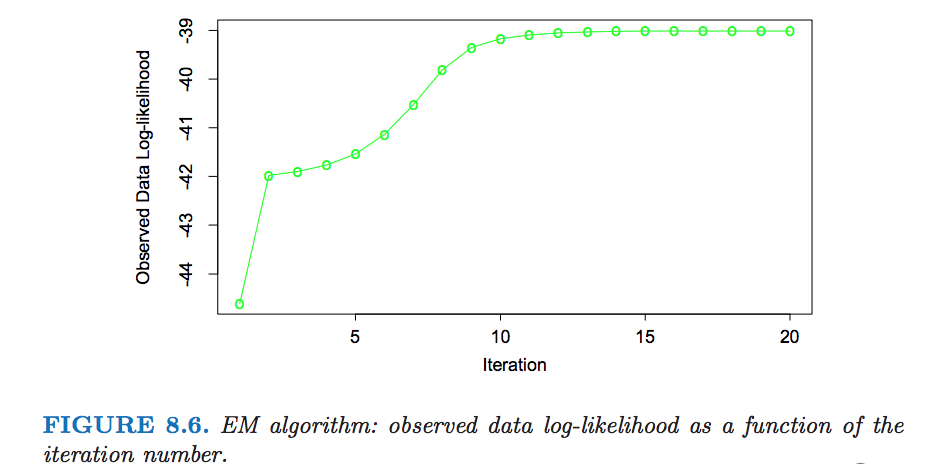 -39
-40
-41
-42
-43
-44
Observed Data Log-likelihood
5 10 15 20
Iteration
FIGURE 8.6. EM algorithm: observed data log-likelihood as a function of the
iteration number.